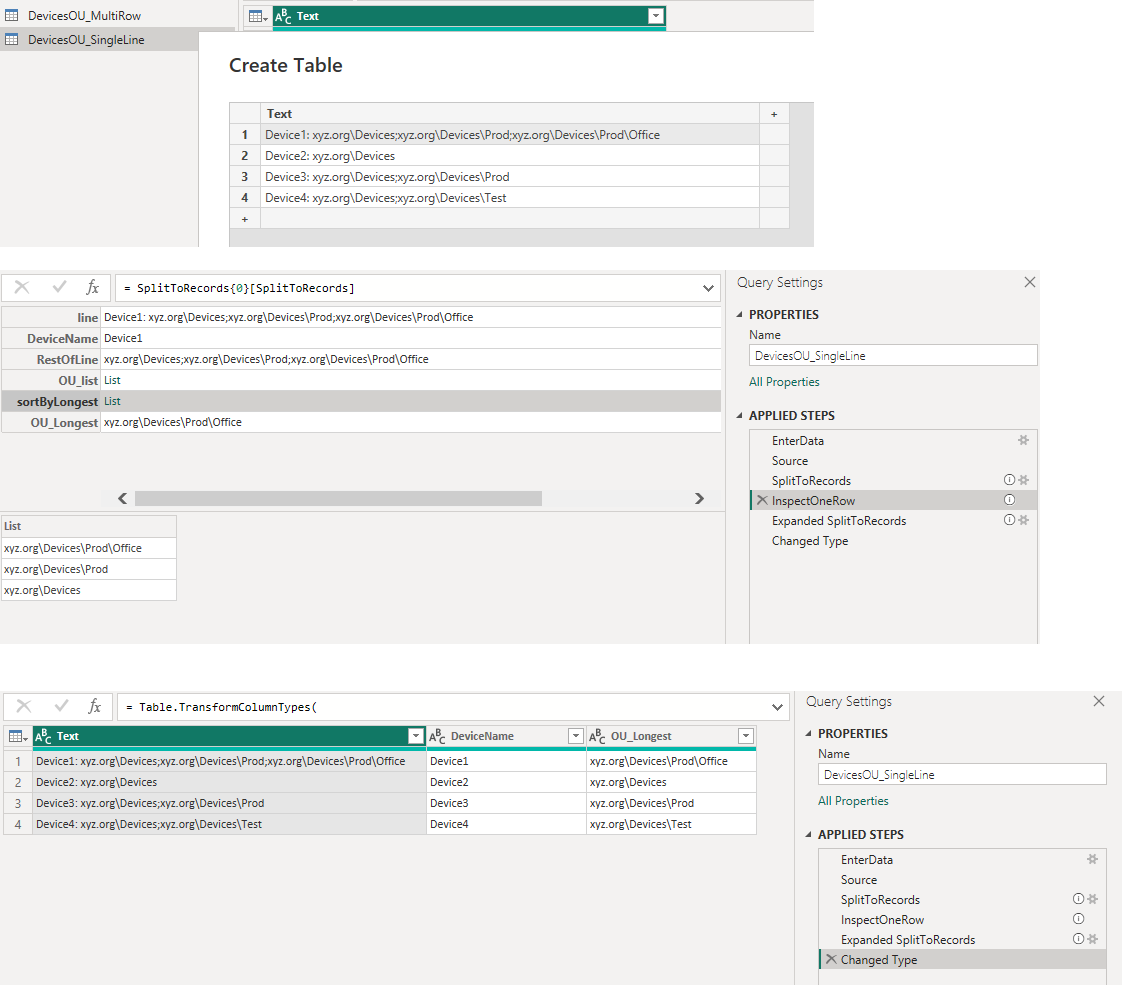 DevicesOU_MultiRow
DevicesOU_SingleLine
ABC Text
Create Table
Text +
1 Device1: xyz.org\Devices;xyz.org\Devices\Prod;xyz.org\Devices\Prod\Office
2 Device2: xyz.org\Devices
3 Device3: xyz.org\Devices;xyz.org\Devices\Prod
4 Device4: xyz.org\Devices;xyz.org\Devices\Test
+
fx = SplitToRecords{0}[SplitToRecords]
line Device1: xyz.org\Devices;xyz.org\Devices\Prod;xyz.org\Devices\Prod\Office
DeviceName Device1
RestOfLine xyz.org\Devices;xyz.org\Devices\Prod;xyz.org\Devices\Prod\Office
OU_list List
sortByLongest List
OU_Longest xyz.org\Devices\Prod\Office
List
xyz.org\Devices\Prod\Office
xyz.org\Devices\Prod
xyz.org\Devices
Query Settings
PROPERTIES
Name
DevicesOU_SingleLine
All Properties
APPLIED STEPS
EnterData
Source
SplitToRecords
InspectOneRow
Expanded SplitToRecords
Changed Type
fx = Table.TransformColumnTypes(
ABC Text ABC DeviceName ABC OU_Longest
1 Device1: xyz.org\Devices;xyz.org\Devices\Prod;xyz.org\Devices\Prod\Office Device1 xyz.org\Devices\Prod\Office
2 Device2: xyz.org\Devices Device2 xyz.org\Devices
3 Device3: xyz.org\Devices;xyz.org\Devices\Prod Device3 xyz.org\Devices\Prod
4 Device4: xyz.org\Devices;xyz.org\Devices\Test Device4 xyz.org\Devices\Test
Query Settings
PROPERTIES
Name
DevicesOU_SingleLine
All Properties
APPLIED STEPS
EnterData
Source
SplitToRecords
InspectOneRow
Expanded SplitToRecords
Changed Type